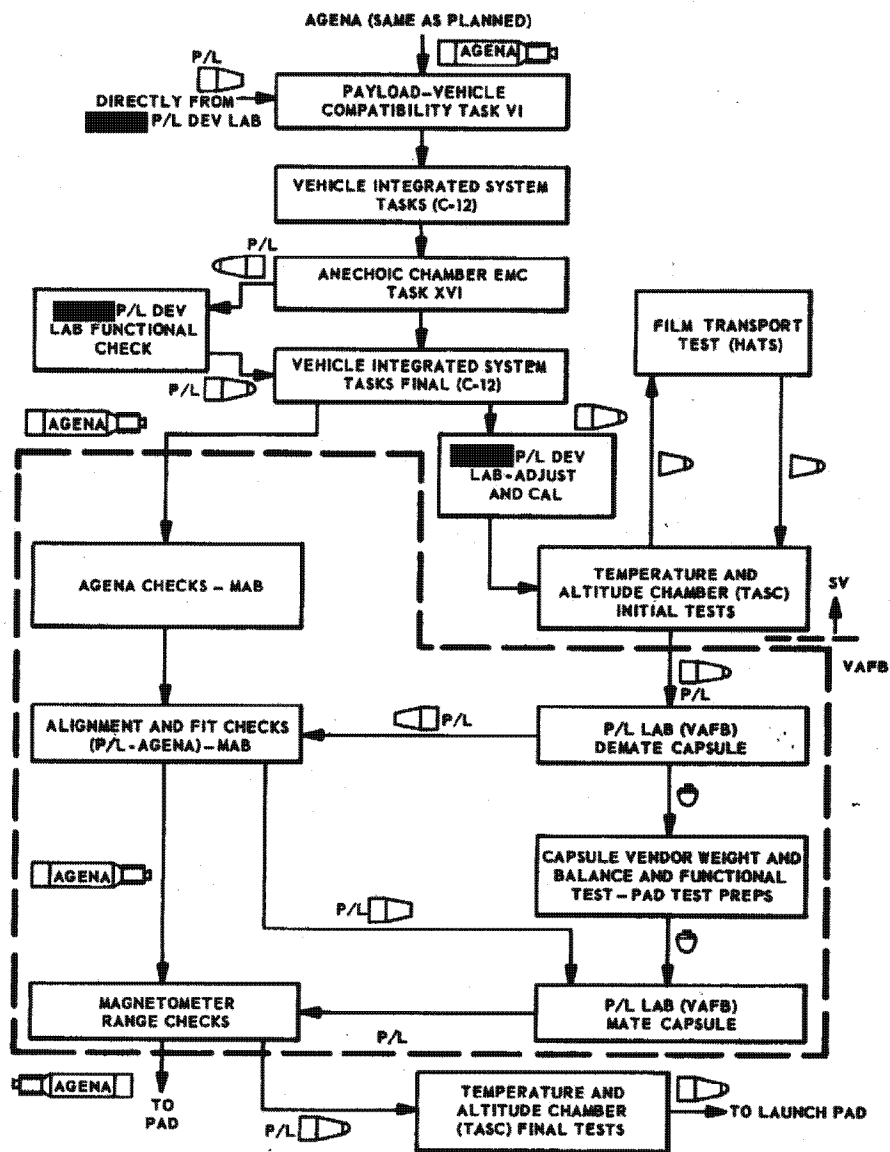 AGENA (SAME AS PLANNED)
AGENA
P/L
DIRECTLY FROM
P/L DEV LAB
PAYLOAD-VEHICLE
COMPATIBILITY TASK VI
VEHICLE INTEGRATED SYSTEM
TASKS (C-12)
P/L
ANECHOIC CHAMBER EMC
TASK XVI
P/L DEV
LAB FUNCTIONAL
CHECK
FILM TRANSPORT
TEST (HATS)
P/L
VEHICLE INTEGRATED SYSTEM
TASKS FINAL (C-12)
AGENA
P/L DEV
LAB-ADJUST
AND CAL
AGENA CHECKS - MAB
TEMPERATURE AND
ALTITUDE CHAMBER (TASC)
INITIAL TESTS
SV
VAFB
P/L
ALIGNMENT AND FIT CHECKS
(P/L-AGENA)-MAB
P/L
P/L LAB (VAFB)
DEMATE CAPSULE
AGENA
CAPSULE VENDOR WEIGHT AND
BALANCE AND FUNCTIONAL
TEST-PAD TEST PREPS
P/L
MAGNETOMETER
RANGE CHECKS
P/L LAB (VAFB)
MATE CAPSULE
P/L
AGENA
TO
PAD
P/L
TEMPERATURE AND
ALTITUDE CHAMBER
(TASC) FINAL TESTS
TO LAUNCH PAD